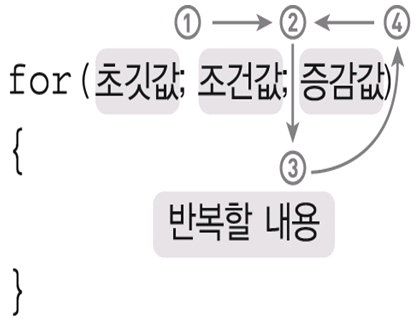 ① ② ④
for(초깃값; 조건값; 증감값)
{
③
반복할 내용
}